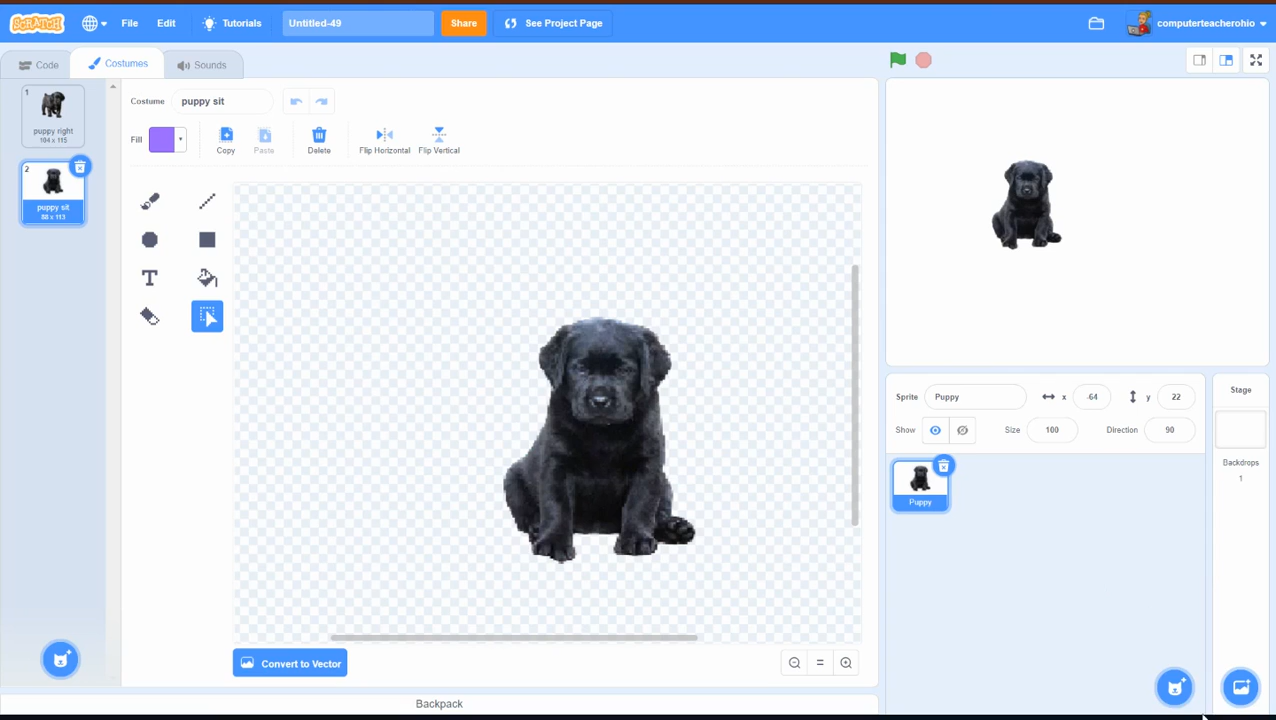 SCRATCH
File
Edit
Tutorials
Untitled-49
Share
See Project Page
computerteacherohio
Code
Costumes
Sounds
1
puppy right
104 x 115
2
puppy sit
88 x 113
Costume
puppy sit
Fill
Copy
Paste
Delete
Flip Horizontal
Flip Vertical
T
Convert to Vector
Backpack
Sprite
Puppy
x
-64
y
22
Show
Size
100
Direction
90
Puppy
Stage
Backdrops
1